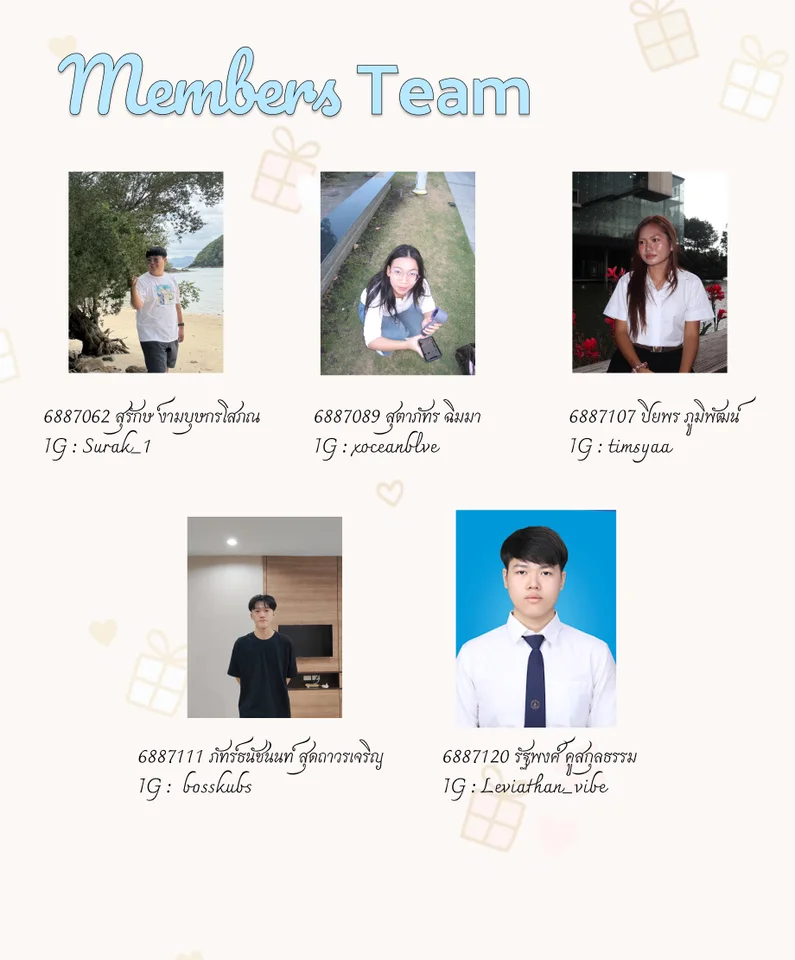 Members Team
6887062 สุรักษ์ งามบุษกรโสภณ
IG : Surak_1
6887089 สุตาภัทร ฉิมมา
IG : xoceanblve
6887107 ปิยพร ภูมิพัฒน์
IG : timsyaa
6887111 ภัทร์ธนัชนนท์ สุดถาวรเจริญ
IG : bosskubs
6887120 รัฐพงศ์ คูสกุลธรรม
IG : Leviathan_vibe